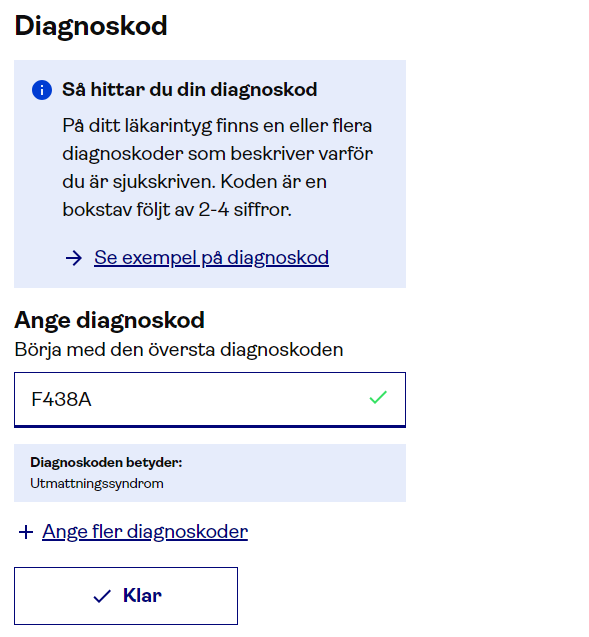 Diagnoskod
Så hittar du din diagnoskod
På ditt läkarintyg finns en eller flera
diagnoskoder som beskriver varför
du är sjukskriven. Koden är en
bokstav följt av 2-4 siffror.
Se exempel på diagnoskod
Ange diagnoskod
Börja med den översta diagnoskoden
F438A
Diagnoskoden betyder:
Utmattningssyndrom
Ange fler diagnoskoder
Klar